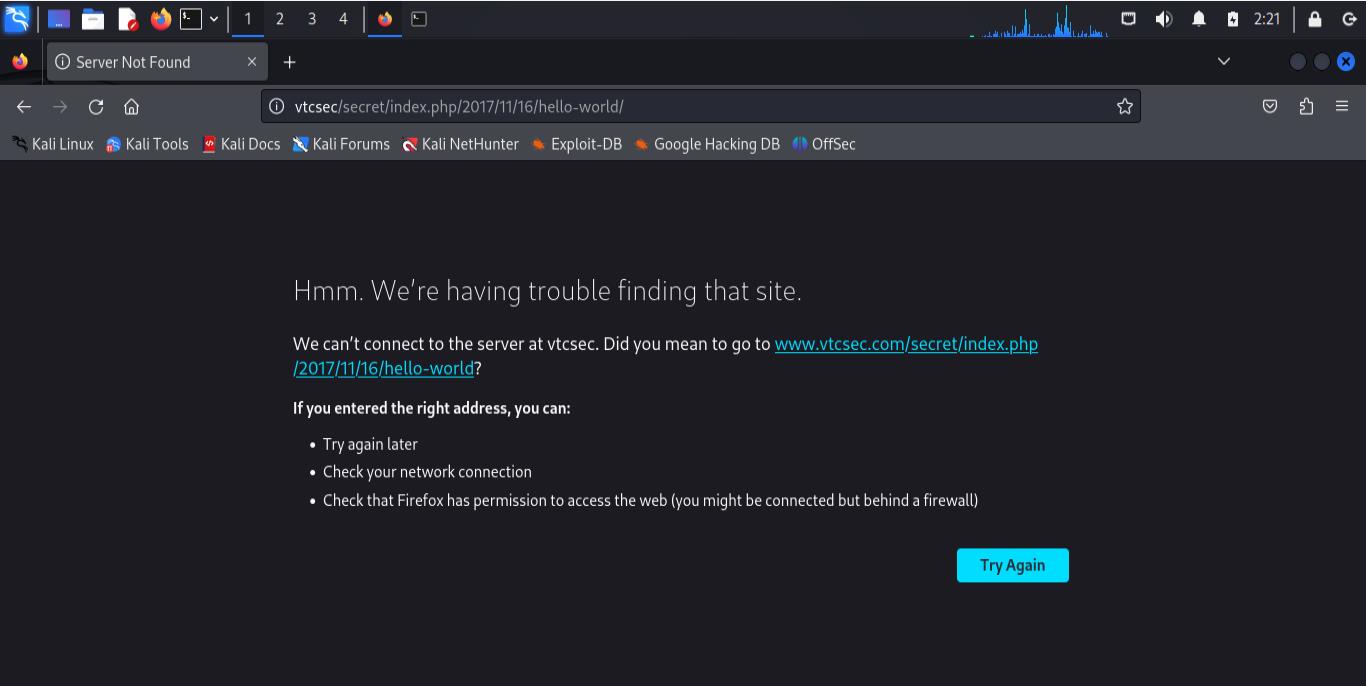 1 2 3 4 2:21
Server Not Found
vtcsec/secret/index.php/2017/11/16/hello-world/
Kali Linux Kali Tools Kali Docs Kali Forums Kali NetHunter Exploit-DB Google Hacking DB OffSec
Hmm. We’re having trouble finding that site.
We can’t connect to the server at vtcsec. Did you mean to go to www.vtcsec.com/secret/index.php
/2017/11/16/hello-world?
If you entered the right address, you can:
• Try again later
• Check your network connection
• Check that Firefox has permission to access the web (you might be connected but behind a firewall)
Try Again